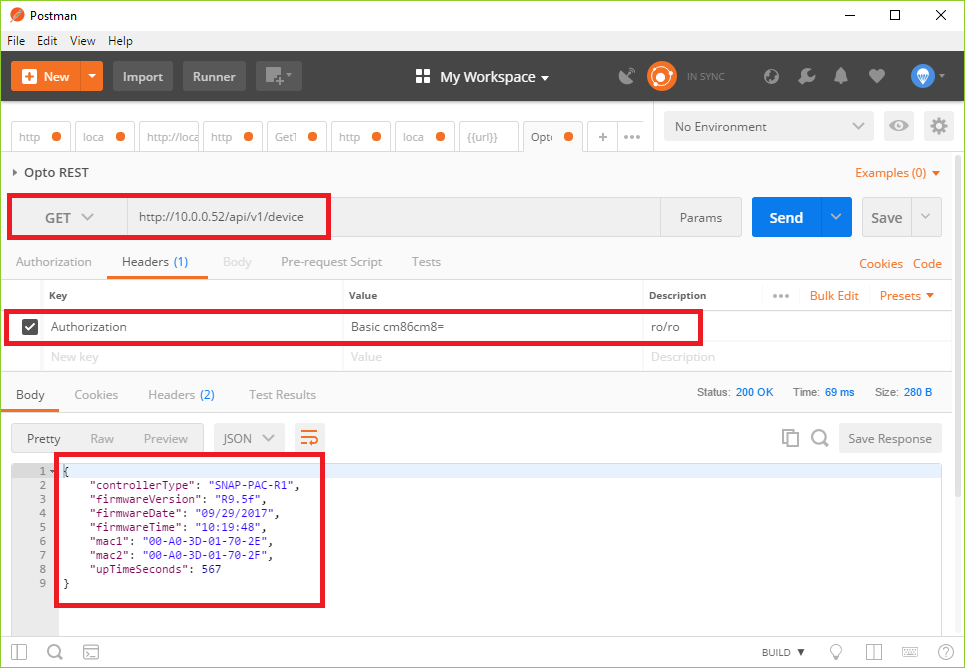 Postman
File Edit View Help
New Import Runner My Workspace IN SYNC
http loca http://loca http GetT http loca {{url}} Opto + ••• No Environment
Opto REST Examples (0)
GET http://10.0.0.52/api/v1/device Params Send Save
Authorization Headers (1) Body Pre-request Script Tests Cookies Code
Key Value Description ••• Bulk Edit Presets
Authorization Basic cm86cm8= ro/ro
New key Value Description
Body Cookies Headers (2) Test Results Status: 200 OK Time: 69 ms Size: 280 B
Pretty Raw Preview JSON Save Response
1 {
2 "controllerType": "SNAP-PAC-R1",
3 "firmwareVersion": "R9.5f",
4 "firmwareDate": "09/29/2017",
5 "firmwareTime": "10:19:48",
6 "mac1": "00-A0-3D-01-70-2E",
7 "mac2": "00-A0-3D-01-70-2F",
8 "upTimeSeconds": 567
9 }
BUILD